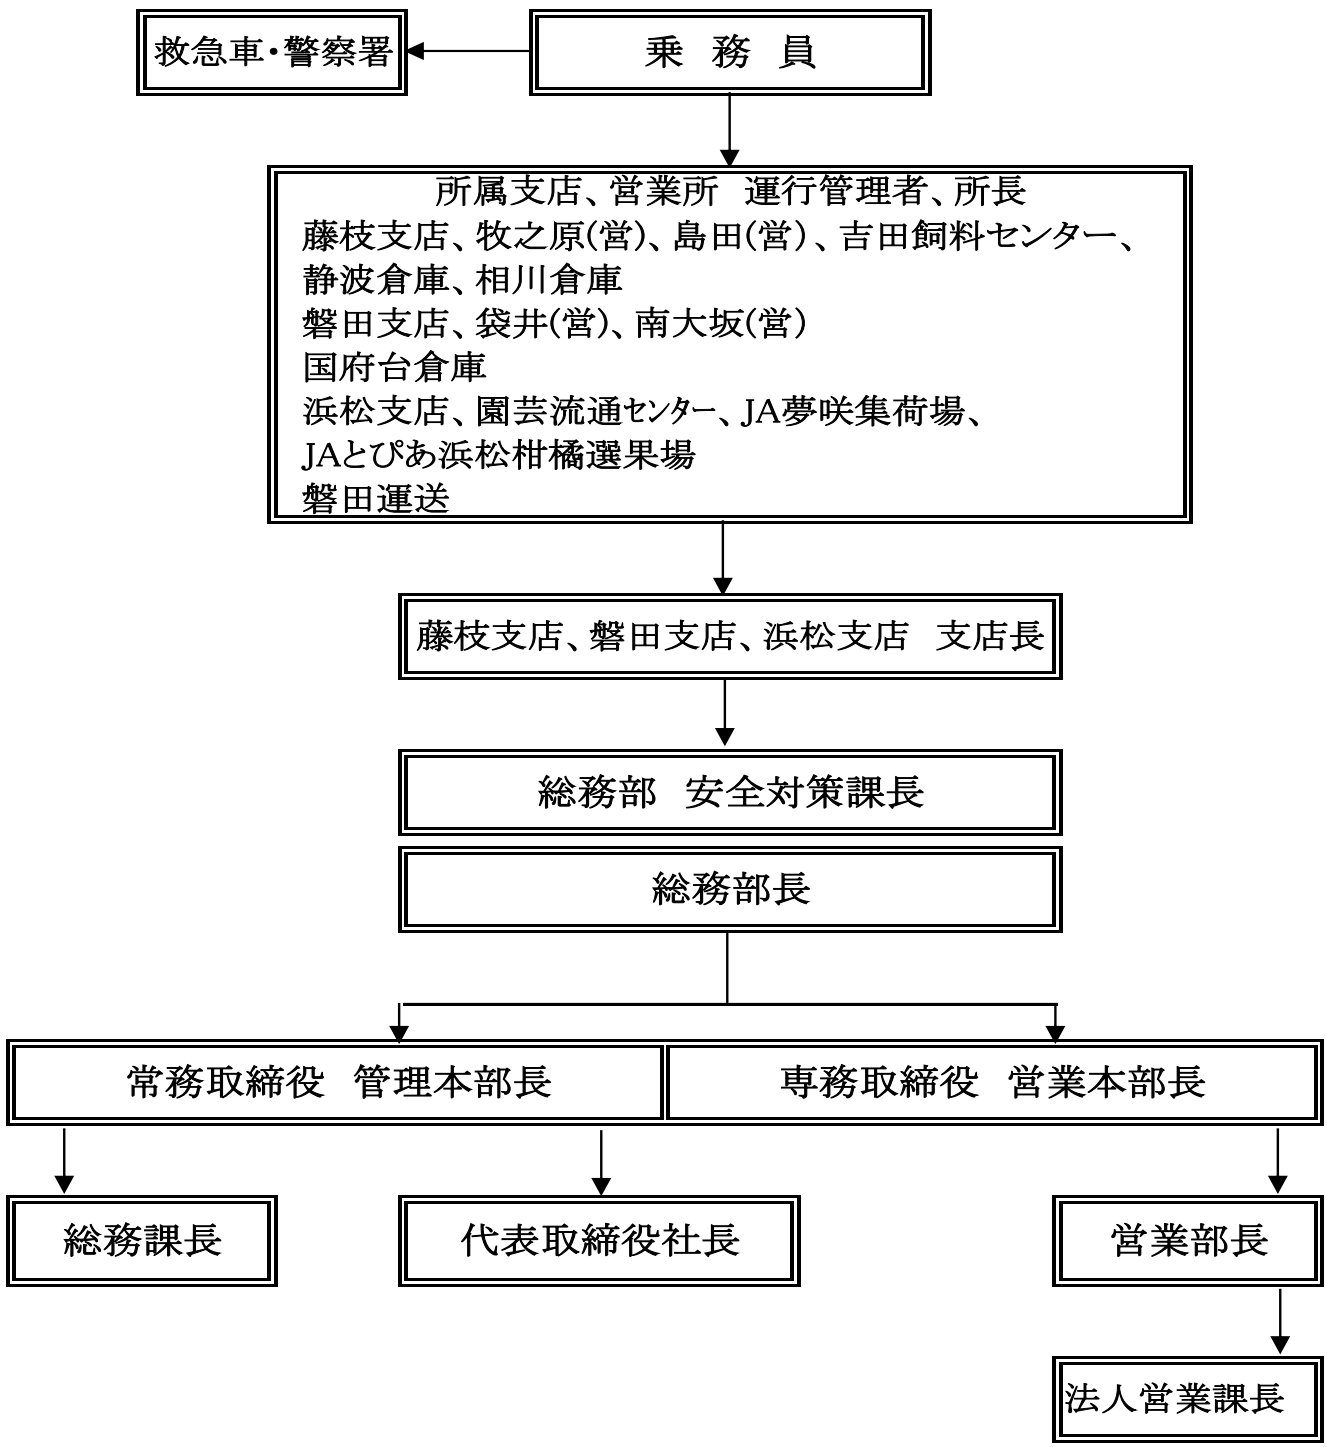 救急車・警察署
乗　務　員
所属支店、営業所　運行管理者、所長
藤枝支店、牧之原(営)、島田(営)、吉田飼料センター、
静波倉庫、相川倉庫
磐田支店、袋井(営)、南大坂(営)
国府台倉庫
浜松支店、園芸流通ｾﾝﾀｰ、JA夢咲集荷場、
JAとぴあ浜松柑橘選果場
磐田運送
藤枝支店、磐田支店、浜松支店　支店長
総務部　安全対策課長
総務部長
常務取締役　管理本部長
専務取締役　営業本部長
総務課長
代表取締役社長
営業部長
法人営業課長